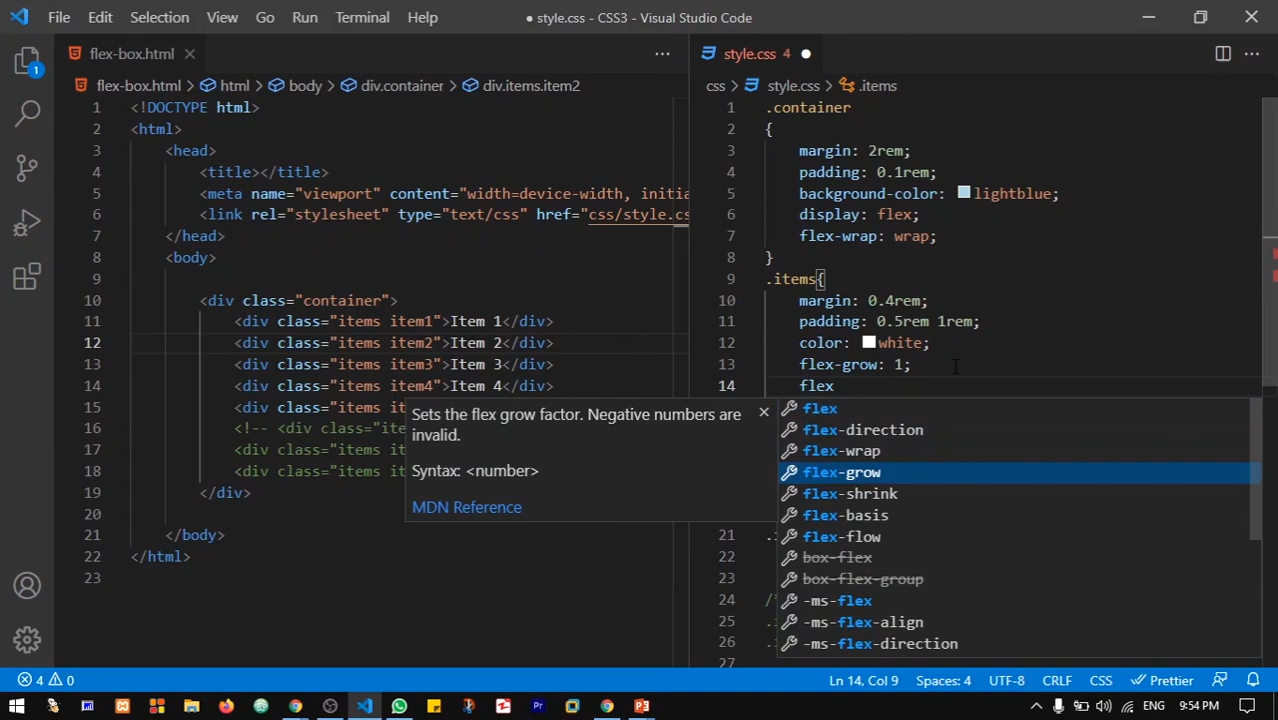 File Edit Selection View Go Run Terminal Help
● style.css - CSS3 - Visual Studio Code
flex-box.html
flex-box.html > html > body > div.container > div.items.item2
1 <!DOCTYPE html>
2 <html>
3 <head>
4 <title></title>
5 <meta name="viewport" content="width=device-width, initia
6 <link rel="stylesheet" type="text/css" href="css/style.cs
7 </head>
8 <body>
9
10 <div class="container">
11 <div class="items item1">Item 1</div>
12 <div class="items item2">Item 2</div>
13 <div class="items item3">Item 3</div>
14 <div class="items item4">Item 4</div>
15 <div class="items i
16 <!-- <div class="ite
17 <div class="items i
18 <div class="items i
19 </div>
20
21 </body>
22 </html>
23
1
style.css 4
css > style.css > .items
1 .container
2 {
3 margin: 2rem;
4 padding: 0.1rem;
5 background-color: lightblue;
6 display: flex;
7 flex-wrap: wrap;
8 }
9 .items{
10 margin: 0.4rem;
11 padding: 0.5rem 1rem;
12 color: white;
13 flex-grow: 1;
14 flex
21 .i
22
24 /*
25 .i
26 .i
27
Sets the flex grow factor. Negative numbers are
invalid.
Syntax: <number>
MDN Reference
flex
flex-direction
flex-wrap
flex-grow
flex-shrink
flex-basis
flex-flow
box-flex
box-flex-group
-ms-flex
-ms-flex-align
-ms-flex-direction
4 0
Ln 14, Col 9 Spaces: 4 UTF-8 CRLF CSS Prettier
ENG 9:54 PM